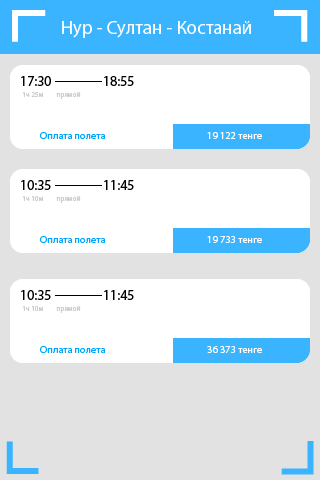 Нур - Султан - Костанай
17:30 18:55
1ч 25м прямой
Оплата полета 19 122 тенге
10:35 11:45
1ч 10м прямой
Оплата полета 19 733 тенге
10:35 11:45
1ч 10м прямой
Оплата полета 36 373 тенге